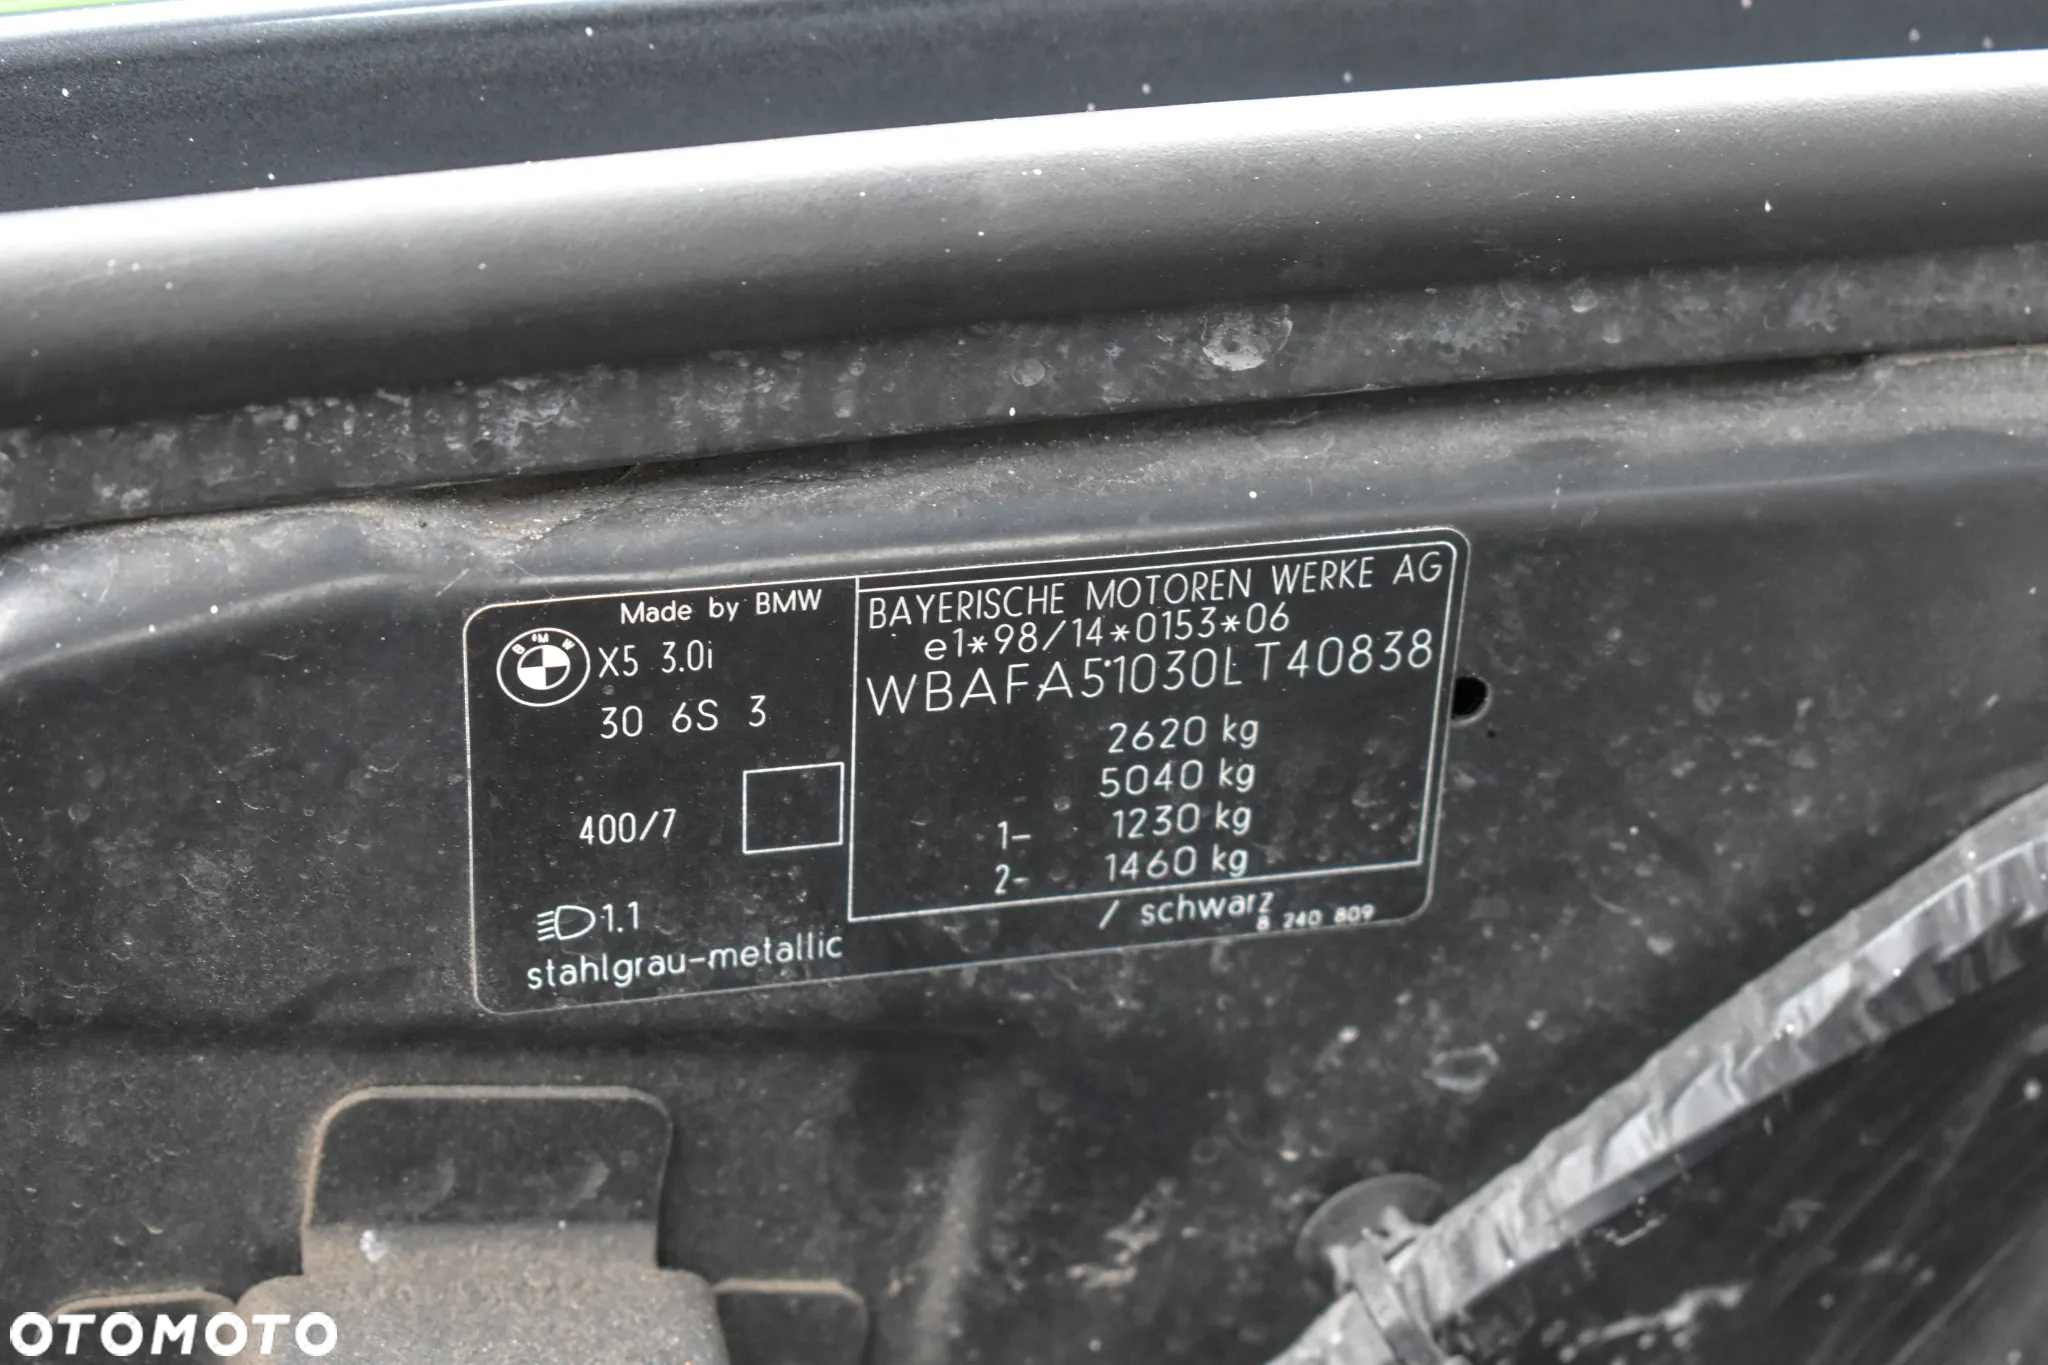 Made by BMW
BMW
X5 3.0i
30 6S 3
400/7
1.1
stahlgrau-metallic
BAYERISCHE MOTOREN WERKE AG
e1*98/14*0153*06
WBAFA51030LT40838
2620 kg
5040 kg
1- 1230 kg
2- 1460 kg
/ schwarz
8 240 809
OTOMOTO